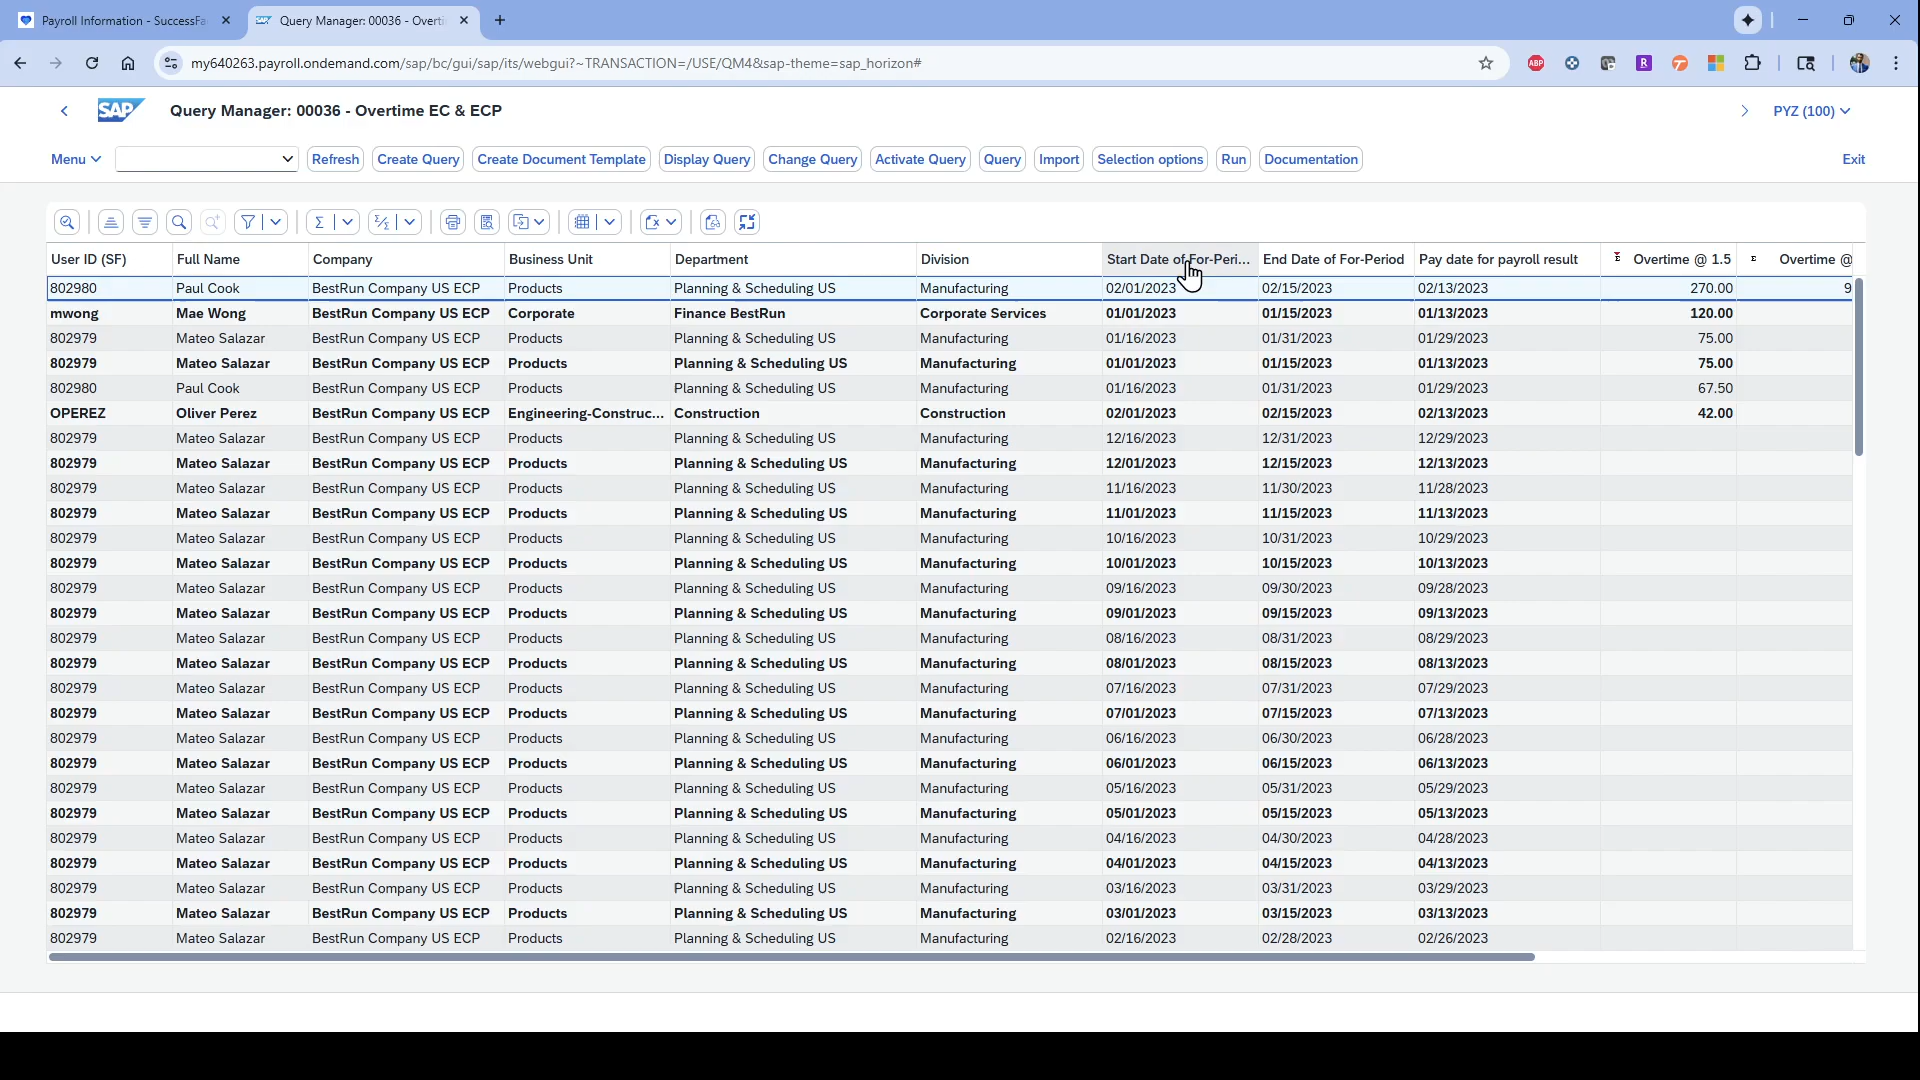 Payroll Information - SuccessFa
Query Manager: 00036 - Overti
my640263.payroll.ondemand.com/sap/bc/gui/sap/its/webgui?~TRANSACTION=/USE/QM4&sap-theme=sap_horizon#
SAP Query Manager: 00036 - Overtime EC & ECP PYZ (100)
Menu Refresh Create Query Create Document Template Display Query Change Query Activate Query Query Import Selection options Run Documentation Exit
User ID (SF) Full Name Company Business Unit Department Division Start Date of For-Peri... End Date of For-Period Pay date for payroll result Overtime @ 1.5 Overtime @
802980 Paul Cook BestRun Company US ECP Products Planning & Scheduling US Manufacturing 02/01/2023 02/15/2023 02/13/2023 270.00 9
mwong Mae Wong BestRun Company US ECP Corporate Finance BestRun Corporate Services 01/01/2023 01/15/2023 01/13/2023 120.00
802979 Mateo Salazar BestRun Company US ECP Products Planning & Scheduling US Manufacturing 01/16/2023 01/31/2023 01/29/2023 75.00
802979 Mateo Salazar BestRun Company US ECP Products Planning & Scheduling US Manufacturing 01/01/2023 01/15/2023 01/13/2023 75.00
802980 Paul Cook BestRun Company US ECP Products Planning & Scheduling US Manufacturing 01/16/2023 01/31/2023 01/29/2023 67.50
OPEREZ Oliver Perez BestRun Company US ECP Engineering-Construc... Construction Construction 02/01/2023 02/15/2023 02/13/2023 42.00
802979 Mateo Salazar BestRun Company US ECP Products Planning & Scheduling US Manufacturing 12/16/2023 12/31/2023 12/29/2023
802979 Mateo Salazar BestRun Company US ECP Products Planning & Scheduling US Manufacturing 12/01/2023 12/15/2023 12/13/2023
802979 Mateo Salazar BestRun Company US ECP Products Planning & Scheduling US Manufacturing 11/16/2023 11/30/2023 11/28/2023
802979 Mateo Salazar BestRun Company US ECP Products Planning & Scheduling US Manufacturing 11/01/2023 11/15/2023 11/13/2023
802979 Mateo Salazar BestRun Company US ECP Products Planning & Scheduling US Manufacturing 10/16/2023 10/31/2023 10/29/2023
802979 Mateo Salazar BestRun Company US ECP Products Planning & Scheduling US Manufacturing 10/01/2023 10/15/2023 10/13/2023
802979 Mateo Salazar BestRun Company US ECP Products Planning & Scheduling US Manufacturing 09/16/2023 09/30/2023 09/28/2023
802979 Mateo Salazar BestRun Company US ECP Products Planning & Scheduling US Manufacturing 09/01/2023 09/15/2023 09/13/2023
802979 Mateo Salazar BestRun Company US ECP Products Planning & Scheduling US Manufacturing 08/16/2023 08/31/2023 08/29/2023
802979 Mateo Salazar BestRun Company US ECP Products Planning & Scheduling US Manufacturing 08/01/2023 08/15/2023 08/13/2023
802979 Mateo Salazar BestRun Company US ECP Products Planning & Scheduling US Manufacturing 07/16/2023 07/31/2023 07/29/2023
802979 Mateo Salazar BestRun Company US ECP Products Planning & Scheduling US Manufacturing 07/01/2023 07/15/2023 07/13/2023
802979 Mateo Salazar BestRun Company US ECP Products Planning & Scheduling US Manufacturing 06/16/2023 06/30/2023 06/28/2023
802979 Mateo Salazar BestRun Company US ECP Products Planning & Scheduling US Manufacturing 06/01/2023 06/15/2023 06/13/2023
802979 Mateo Salazar BestRun Company US ECP Products Planning & Scheduling US Manufacturing 05/16/2023 05/31/2023 05/29/2023
802979 Mateo Salazar BestRun Company US ECP Products Planning & Scheduling US Manufacturing 05/01/2023 05/15/2023 05/13/2023
802979 Mateo Salazar BestRun Company US ECP Products Planning & Scheduling US Manufacturing 04/16/2023 04/30/2023 04/28/2023
802979 Mateo Salazar BestRun Company US ECP Products Planning & Scheduling US Manufacturing 04/01/2023 04/15/2023 04/13/2023
802979 Mateo Salazar BestRun Company US ECP Products Planning & Scheduling US Manufacturing 03/16/2023 03/31/2023 03/29/2023
802979 Mateo Salazar BestRun Company US ECP Products Planning & Scheduling US Manufacturing 03/01/2023 03/15/2023 03/13/2023
802979 Mateo Salazar BestRun Company US ECP Products Planning & Scheduling US Manufacturing 02/16/2023 02/28/2023 02/26/2023